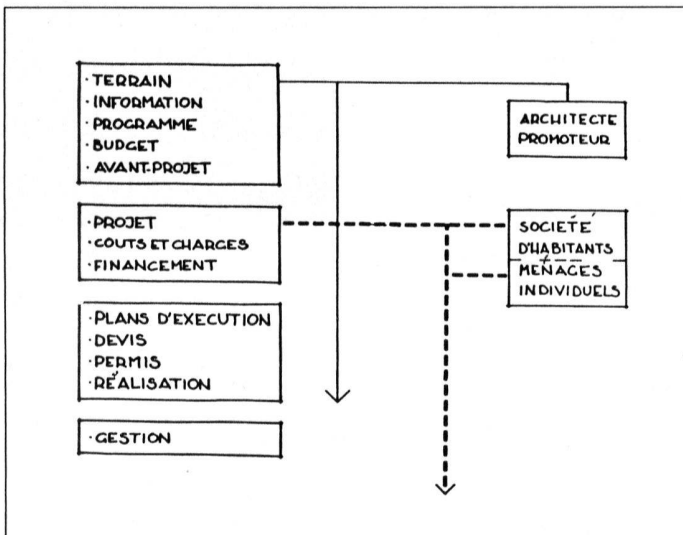 · TERRAIN
· INFORMATION
· PROGRAMME
· BUDGET
· AVANT-PROJET
ARCHITECTE
PROMOTEUR
· PROJET
· COUTS ET CHARGES
· FINANCEMENT
SOCIETÉ
D'HABITANTS
MÉNAGES
INDIVIDUELS
· PLANS D'EXECUTION
· DEVIS
· PERMIS
· RÉALISATION
· GESTION